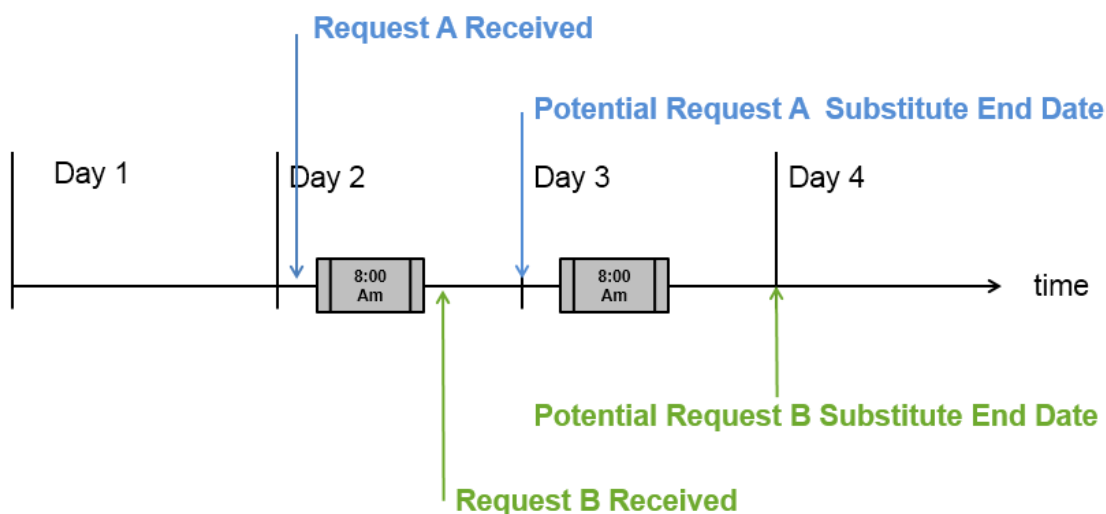 Request A Received
Potential Request A Substitute End Date
Day 1
Day 2
Day 3
Day 4
8:00
Am
8:00
Am
time
Potential Request B Substitute End Date
Request B Received